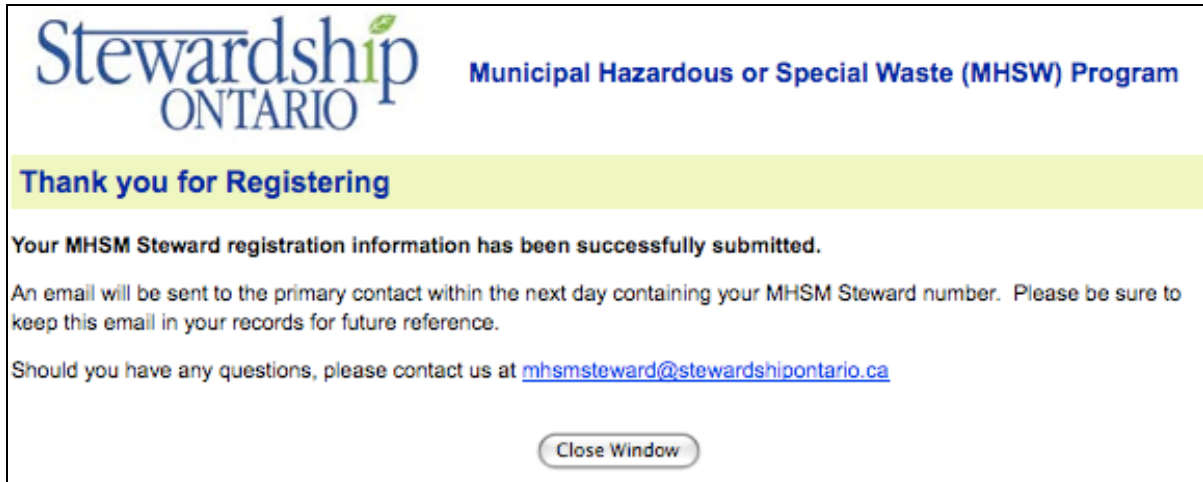 Stewardship
ONTARIO
Municipal Hazardous or Special Waste (MHSW) Program
Thank you for Registering
Your MHSM Steward registration information has been successfully submitted.
An email will be sent to the primary contact within the next day containing your MHSM Steward number.  Please be sure to
keep this email in your records for future reference.
Should you have any questions, please contact us at mhsmsteward@stewardshipontario.ca
Close Window